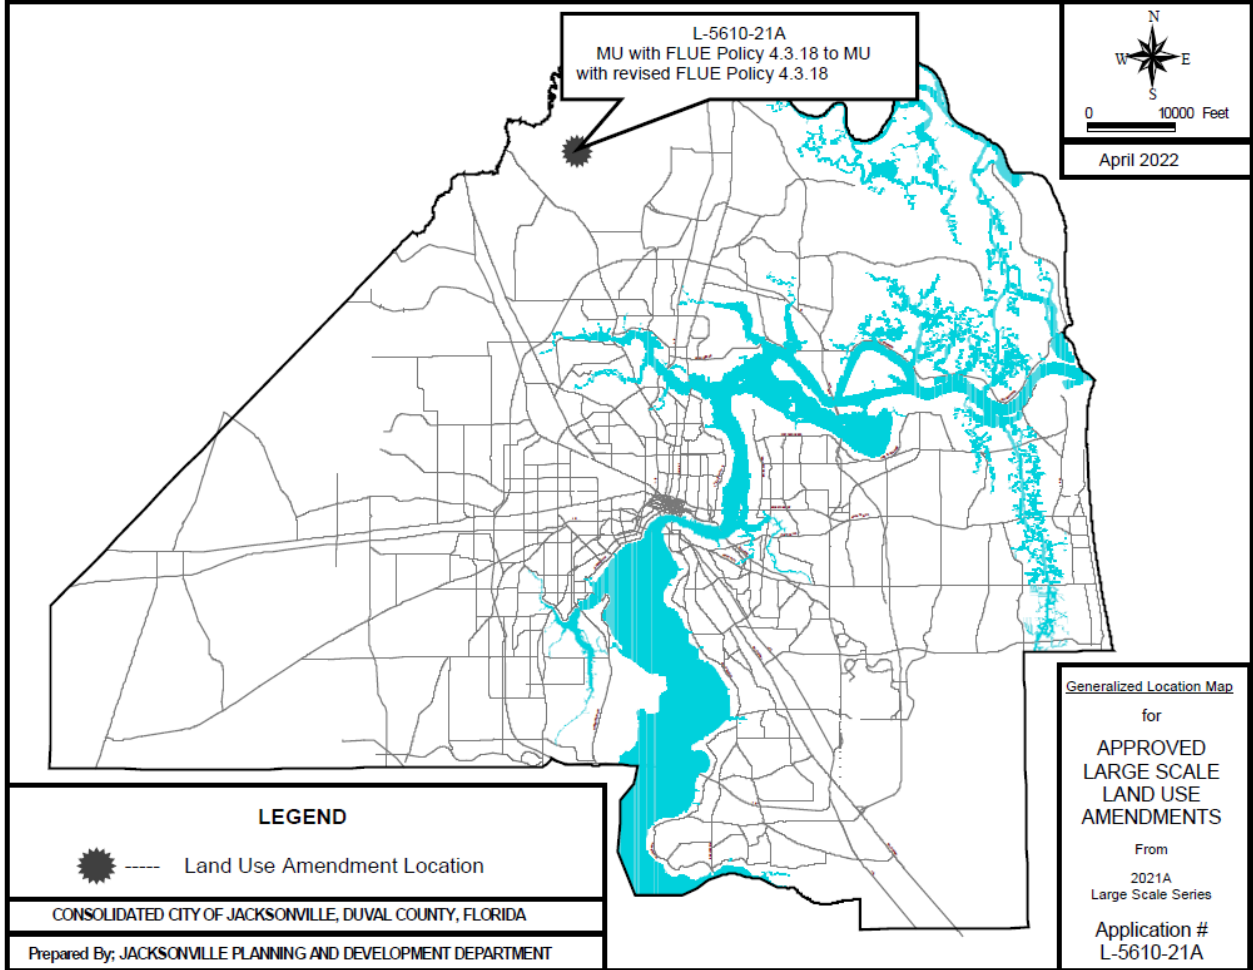 L-5610-21A
MU with FLUE Policy 4.3.18 to MU
with revised FLUE Policy 4.3.18
N
W E
S
0 10000 Feet
April 2022
Generalized Location Map
for
APPROVED
LARGE SCALE
LAND USE
AMENDMENTS
From
2021A
Large Scale Series
Application #
L-5610-21A
LEGEND
----- Land Use Amendment Location
CONSOLIDATED CITY OF JACKSONVILLE, DUVAL COUNTY, FLORIDA
Prepared By; JACKSONVILLE PLANNING AND DEVELOPMENT DEPARTMENT